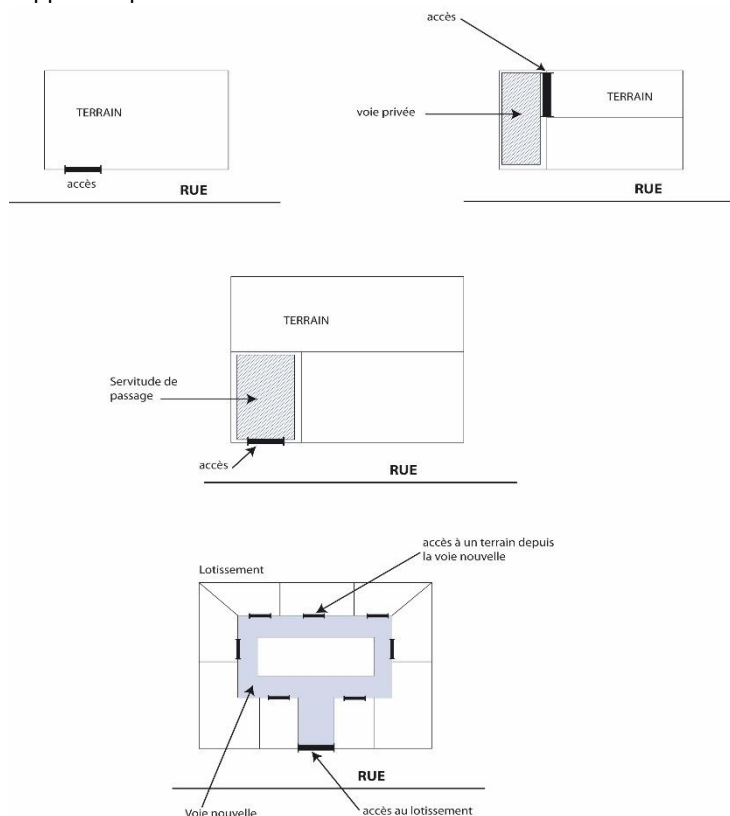 accès
TERRAIN
accès
RUE
voie privée
TERRAIN
RUE
TERRAIN
Servitude de
passage
accès
RUE
accès à un terrain depuis
la voie nouvelle
Lotissement
RUE
Voie nouvelle
accès au lotissement